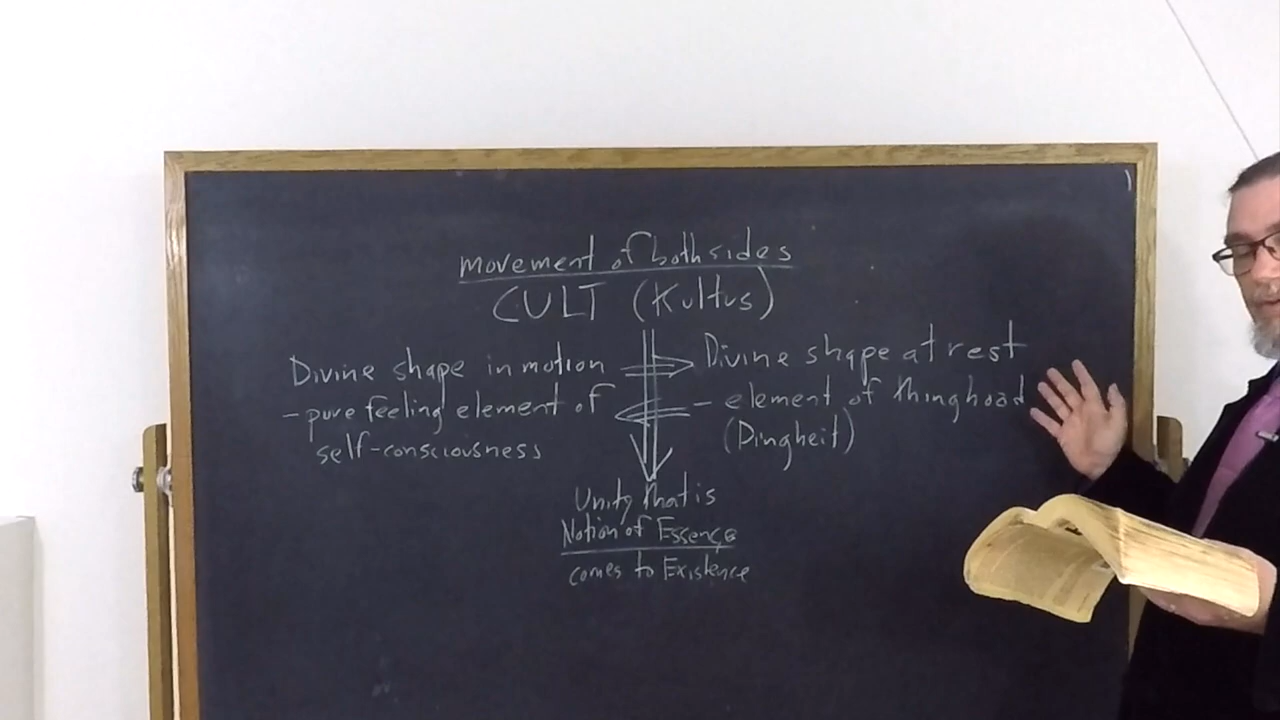 movement of both sides
CULT (Kultus)
Divine shape in motion
- pure feeling element of
self-consciousness
Divine shape at rest
- element of thinghood
(Dingheit)
Unity that is
Notion of Essence
comes to Existence